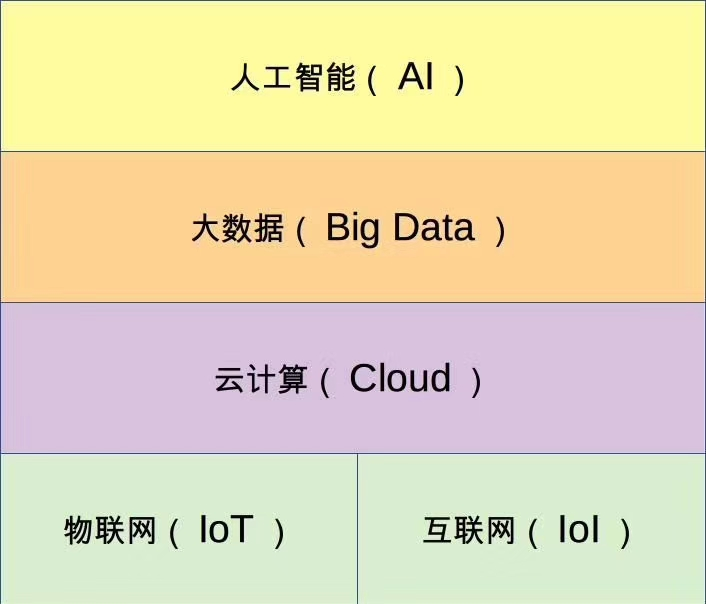 人工智能（ AI ）
大数据（ Big Data ）
云计算（ Cloud ）
物联网（ IoT ）
互联网（ IoI ）